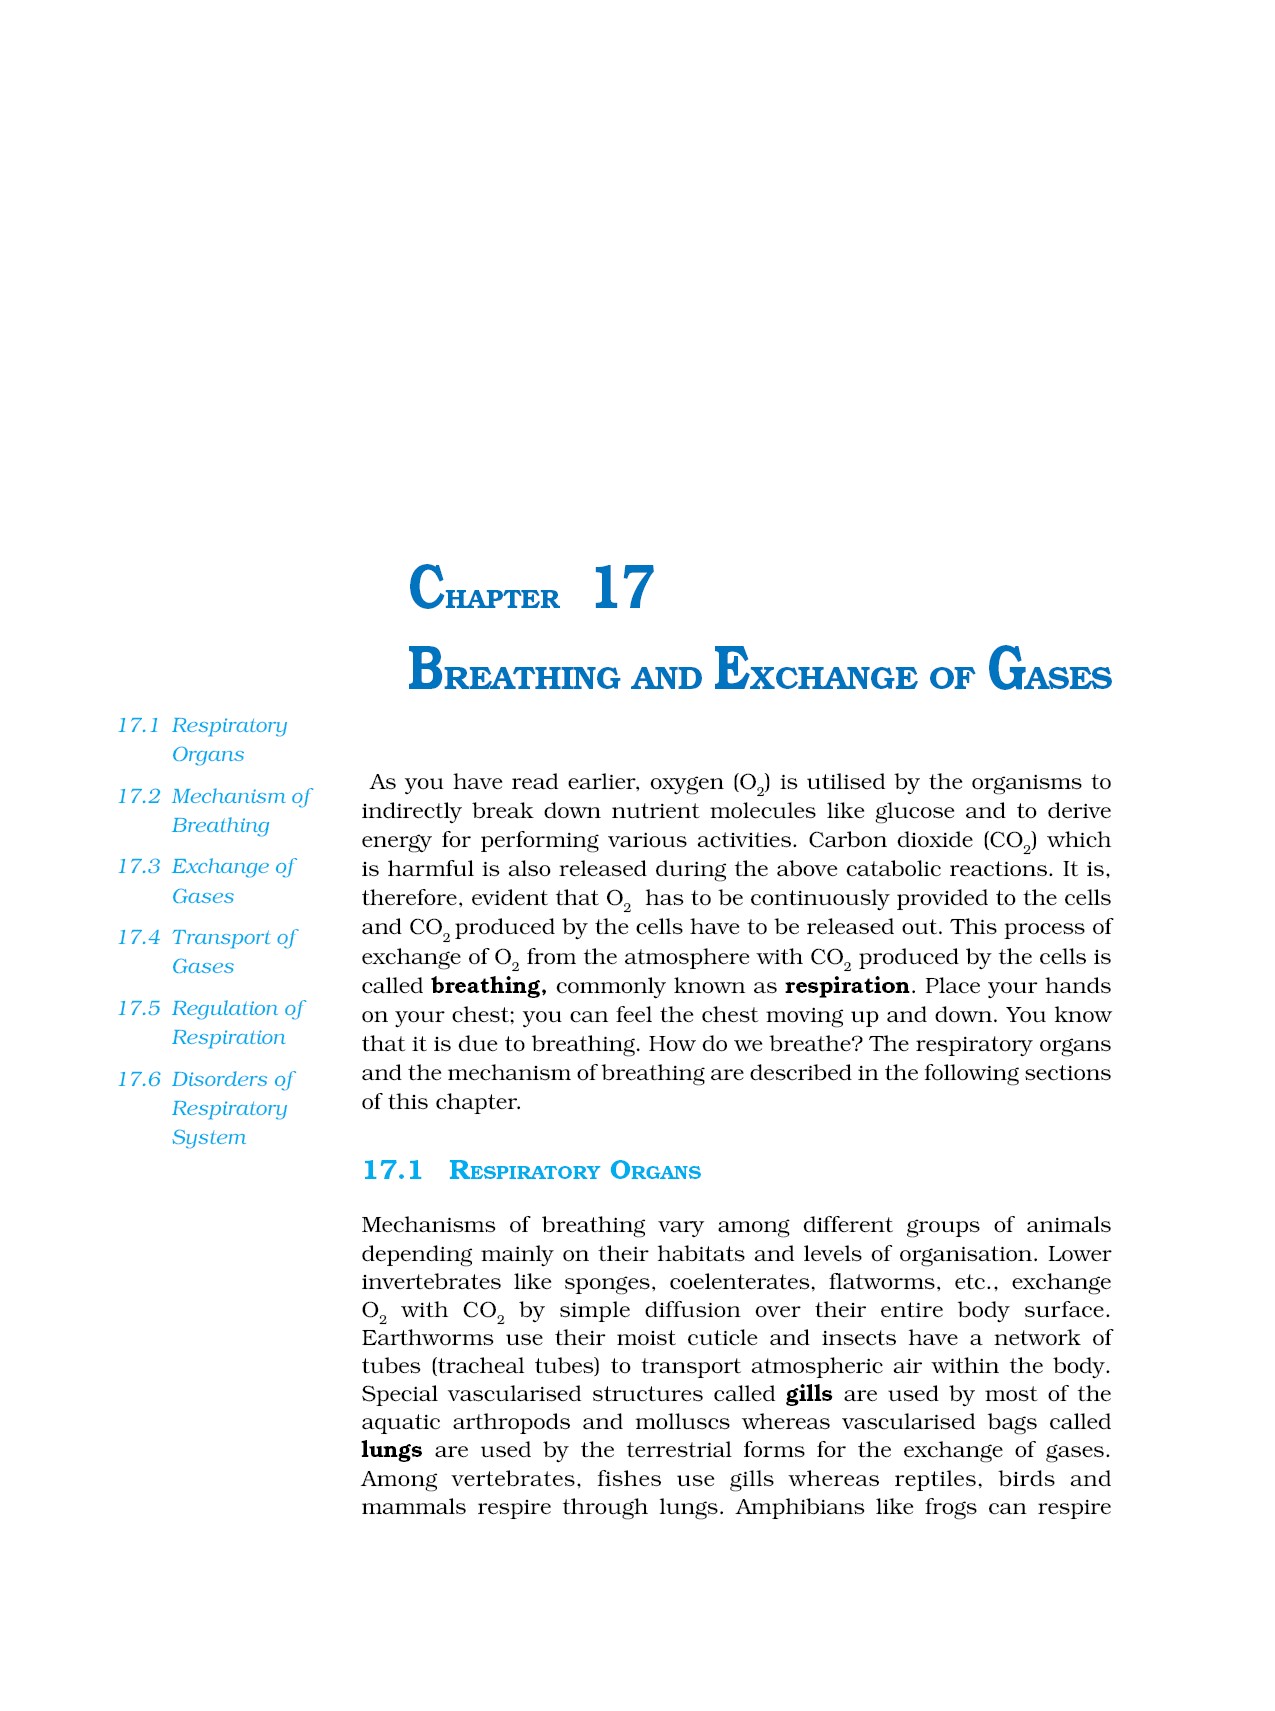 Chapter 17
Breathing and Exchange of Gases
17.1 Respiratory
Organs
17.2 Mechanism of
Breathing
17.3 Exchange of
Gases
17.4 Transport of
Gases
17.5 Regulation of
Respiration
17.6 Disorders of
Respiratory
System
As you have read earlier, oxygen (O₂) is utilised by the organisms to
indirectly break down nutrient molecules like glucose and to derive
energy for performing various activities. Carbon dioxide (CO₂) which
is harmful is also released during the above catabolic reactions. It is,
therefore, evident that O₂ has to be continuously provided to the cells
and CO₂ produced by the cells have to be released out. This process of
exchange of O₂ from the atmosphere with CO₂ produced by the cells is
called breathing, commonly known as respiration. Place your hands
on your chest; you can feel the chest moving up and down. You know
that it is due to breathing. How do we breathe? The respiratory organs
and the mechanism of breathing are described in the following sections
of this chapter.
17.1 Respiratory Organs
Mechanisms of breathing vary among different groups of animals
depending mainly on their habitats and levels of organisation. Lower
invertebrates like sponges, coelenterates, flatworms, etc., exchange
O₂ with CO₂ by simple diffusion over their entire body surface.
Earthworms use their moist cuticle and insects have a network of
tubes (tracheal tubes) to transport atmospheric air within the body.
Special vascularised structures called gills are used by most of the
aquatic arthropods and molluscs whereas vascularised bags called
lungs are used by the terrestrial forms for the exchange of gases.
Among vertebrates, fishes use gills whereas reptiles, birds and
mammals respire through lungs. Amphibians like frogs can respire